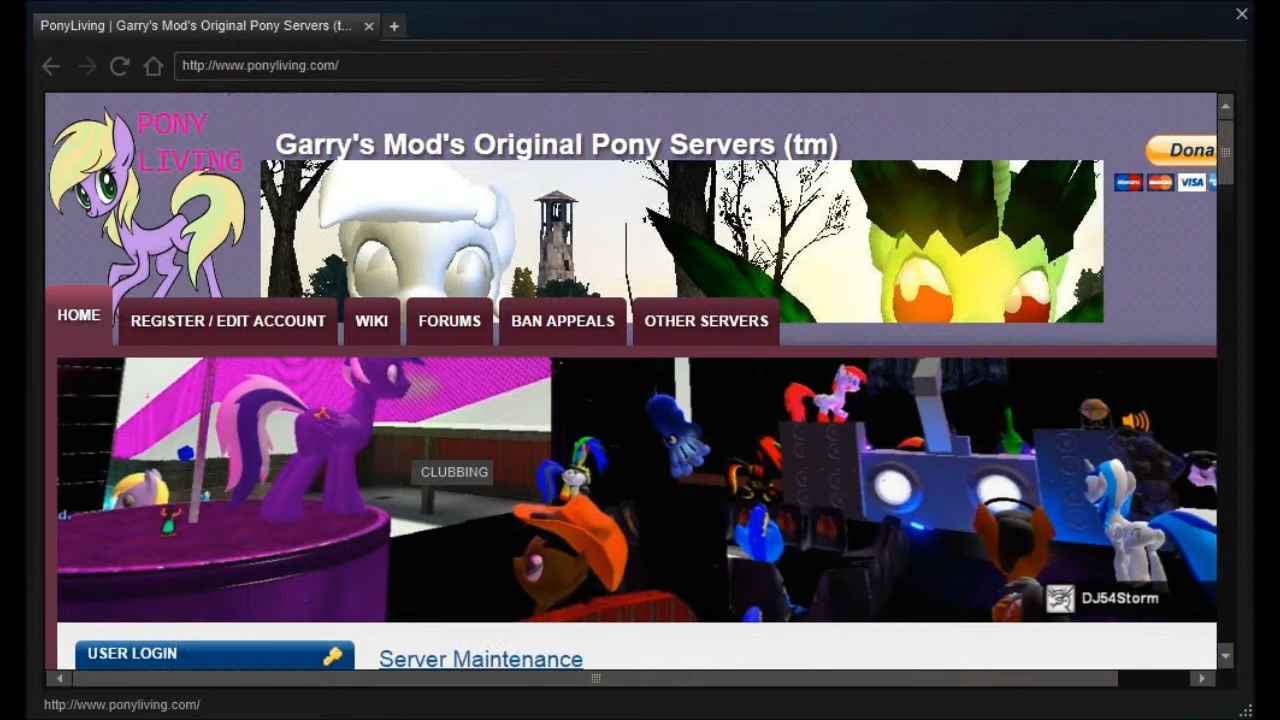 PonyLiving | Garry's Mod's Original Pony Servers (t...
http://www.ponyliving.com/
PONY
LIVING
Garry's Mod's Original Pony Servers (tm)
Dona
Maestro
MasterCard
VISA
HOME
REGISTER / EDIT ACCOUNT
WIKI
FORUMS
BAN APPEALS
OTHER SERVERS
CLUBBING
d.
DJ54Storm
USER LOGIN
Server Maintenance
http://www.ponyliving.com/